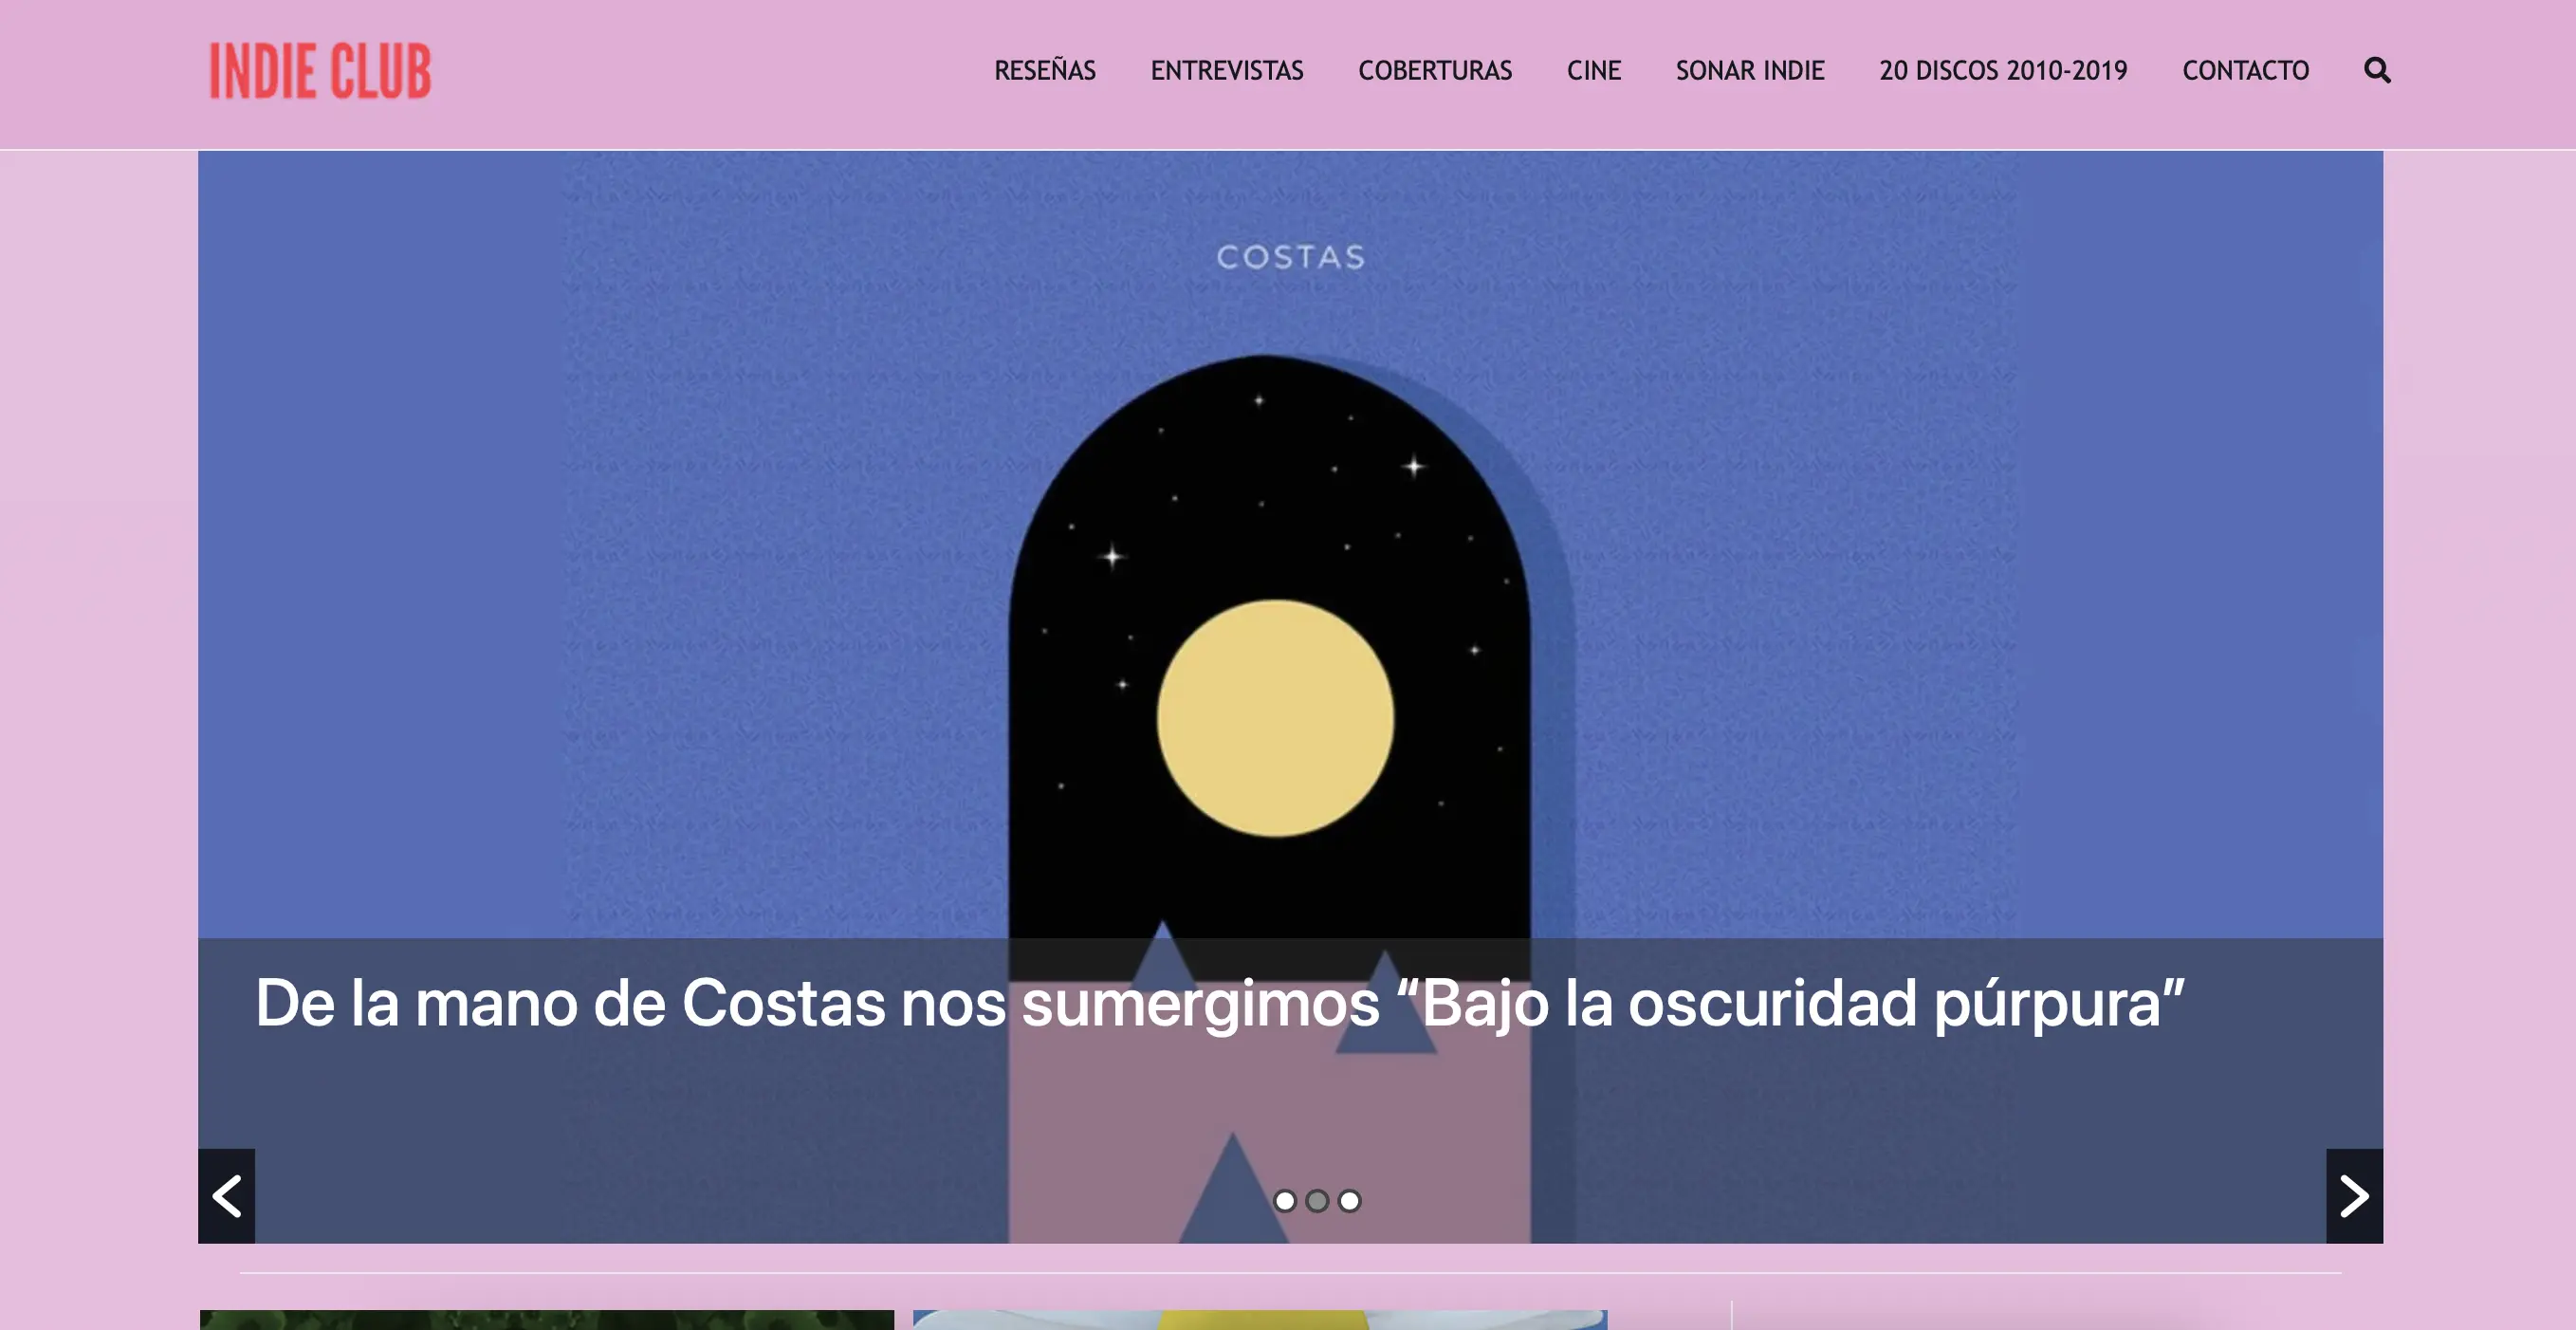 INDIE CLUB
RESEÑAS ENTREVISTAS COBERTURAS CINE SONAR INDIE 20 DISCOS 2010-2019 CONTACTO
COSTAS
De la mano de Costas nos sumergimos “Bajo la oscuridad púrpura”